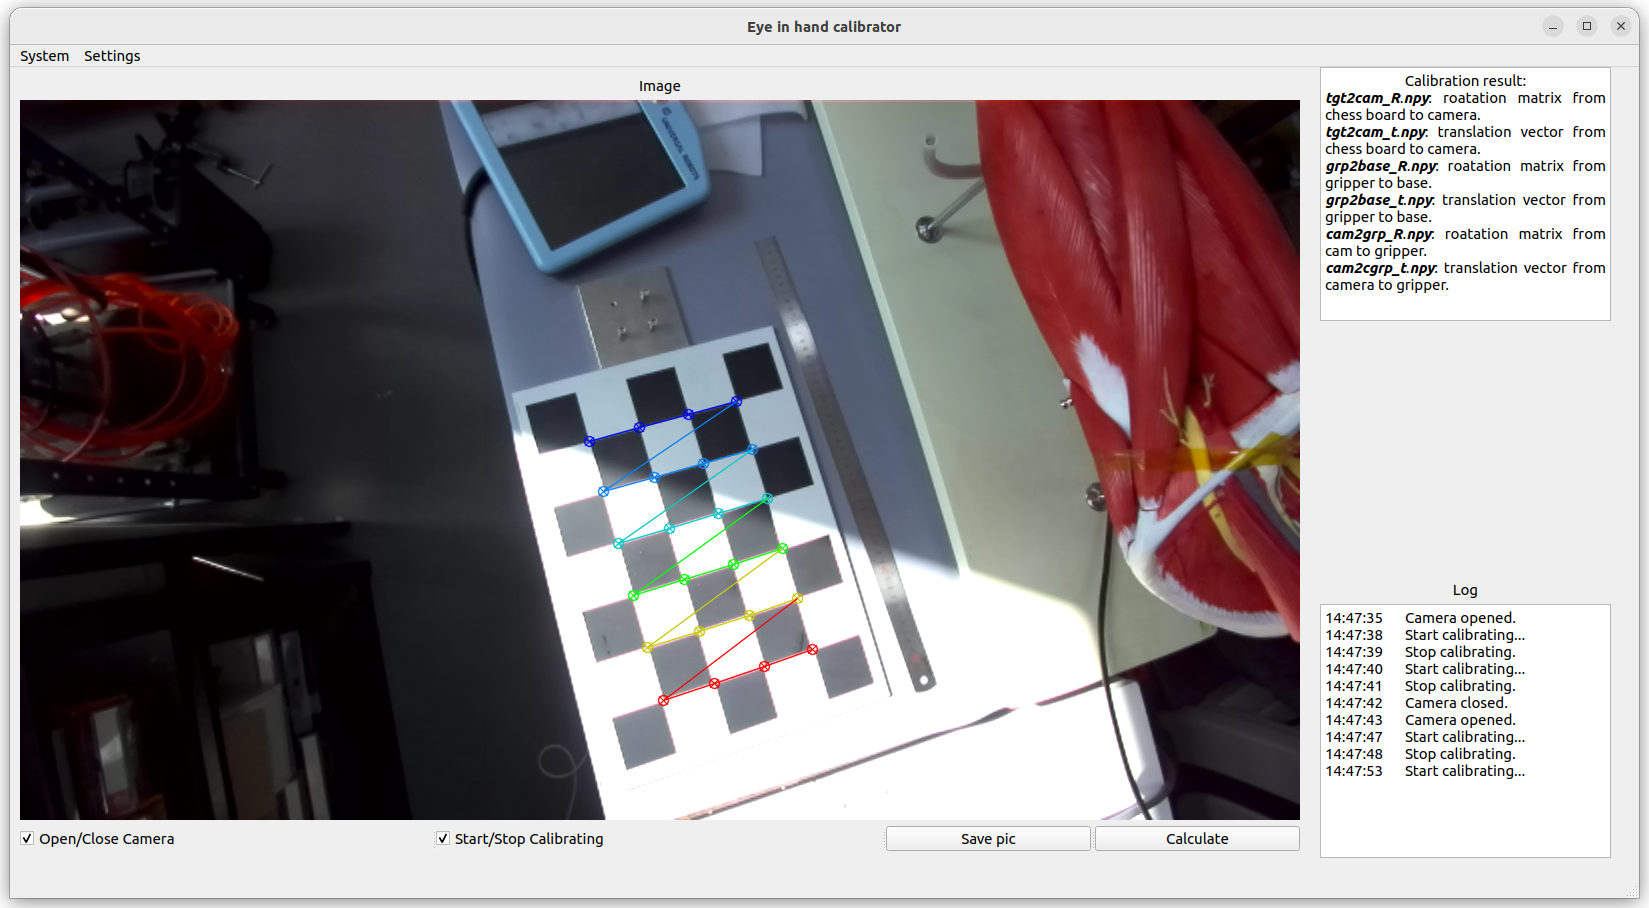 Eye in hand calibrator
System Settings
Image
UNIVERSAL ROBOTS
Calibration result:
tgt2cam_R.npy: roatation matrix from
chess board to camera.
tgt2cam_t.npy: translation vector from
chess board to camera.
grp2base_R.npy: roatation matrix from
gripper to base.
grp2base_t.npy: translation vector from
gripper to base.
cam2grp_R.npy: roatation matrix from
cam to gripper.
cam2cgrp_t.npy: translation vector from
camera to gripper.
Log
14:47:35 Camera opened.
14:47:38 Start calibrating...
14:47:39 Stop calibrating.
14:47:40 Start calibrating...
14:47:41 Stop calibrating.
14:47:42 Camera closed.
14:47:43 Camera opened.
14:47:47 Start calibrating...
14:47:48 Stop calibrating.
14:47:53 Start calibrating...
Open/Close Camera
Start/Stop Calibrating
Save pic
Calculate